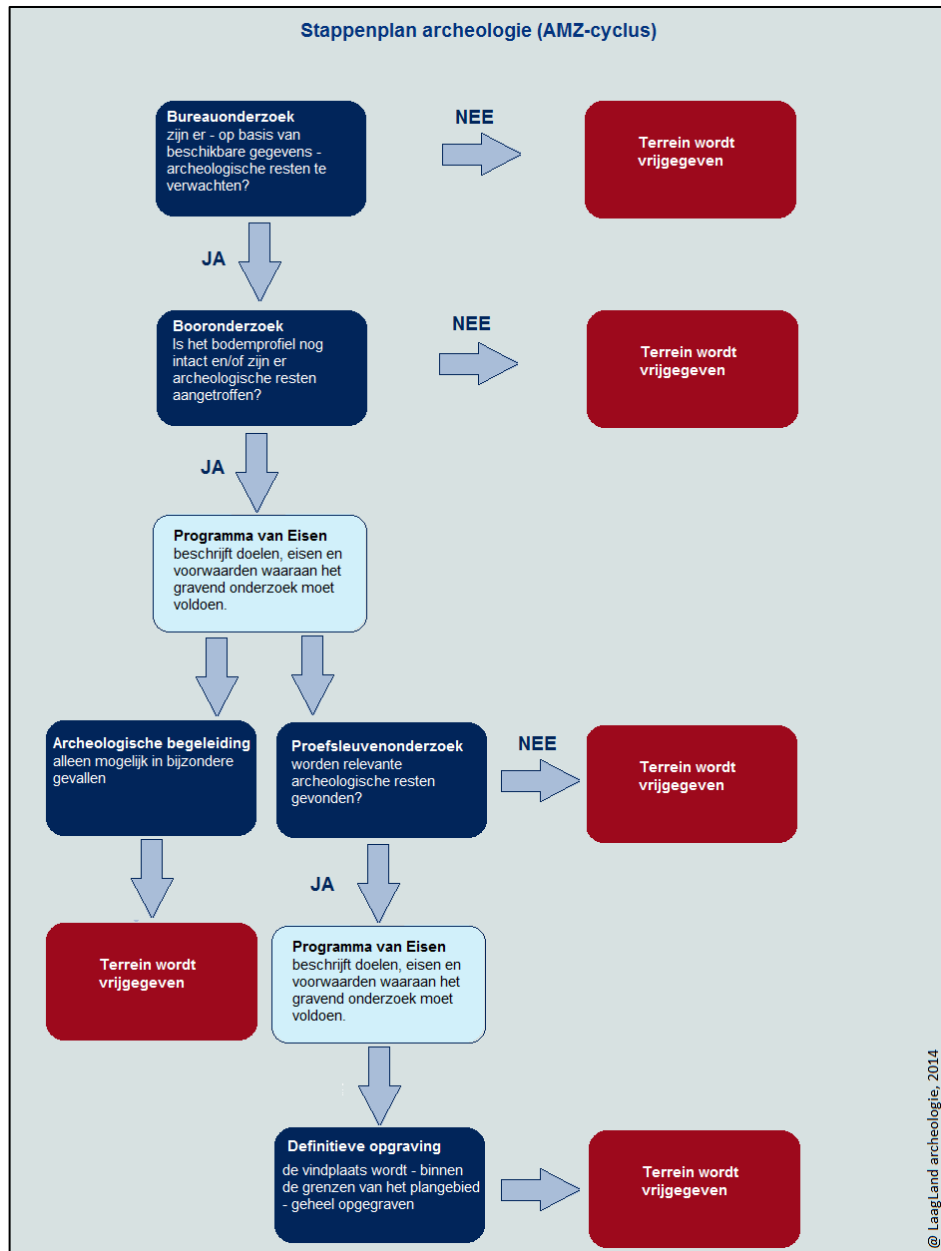 Stappenplan archeologie (AMZ-cyclus)
Bureauonderzoek
zijn er - op basis van
beschikbare gegevens -
archeologische resten te
verwachten?
NEE
Terrein wordt
vrijgegeven
JA
Booronderzoek
Is het bodemprofiel nog
intact en/of zijn er
archeologische resten
aangetroffen?
NEE
Terrein wordt
vrijgegeven
JA
Programma van Eisen
beschrijft doelen, eisen en
voorwaarden waaraan het
gravend onderzoek moet
voldoen.
Archeologische begeleiding
alleen mogelijk in bijzondere
gevallen
Proefsleuvenonderzoek
worden relevante
archeologische resten
gevonden?
NEE
Terrein wordt
vrijgegeven
JA
Terrein wordt
vrijgegeven
Programma van Eisen
beschrijft doelen, eisen en
voorwaarden waaraan het
gravend onderzoek moet
voldoen.
Definitieve opgraving
de vindplaats wordt - binnen
de grenzen van het plangebied
- geheel opgegraven
Terrein wordt
vrijgegeven
@ LaagLand archeologie, 2014